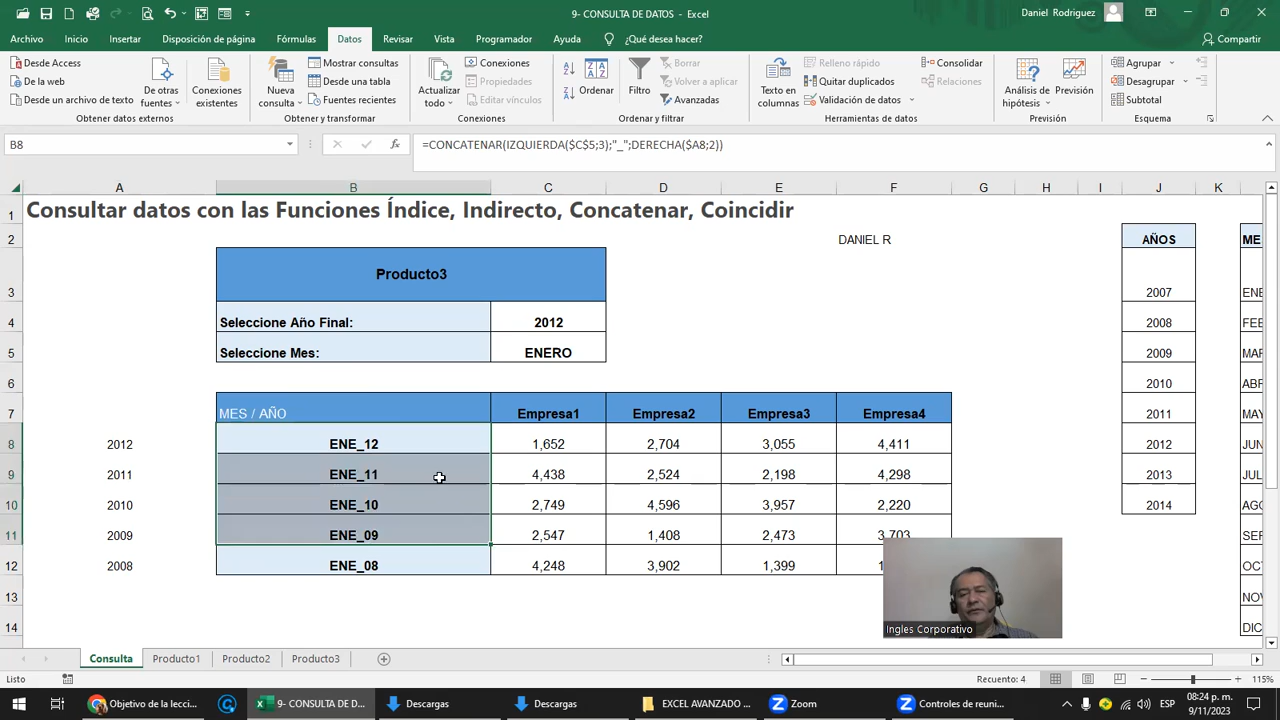 9- CONSULTA DE DATOS - Excel
Daniel Rodriguez
Archivo Inicio Insertar Disposición de página Fórmulas Datos Revisar Vista Programador Ayuda ¿Qué desea hacer? Compartir
Desde Access
De la web
Desde un archivo de texto
De otras fuentes
Conexiones existentes
Obtener datos externos
Nueva consulta
Mostrar consultas
Desde una tabla
Fuentes recientes
Obtener y transformar
Actualizar todo
Conexiones
Propiedades
Editar vínculos
Conexiones
Ordenar
Filtro
Borrar
Volver a aplicar
Avanzadas
Ordenar y filtrar
Texto en columnas
Relleno rápido
Quitar duplicados
Validación de datos
Consolidar
Relaciones
Herramientas de datos
Análisis de hipótesis
Previsión
Previsión
Agrupar
Desagrupar
Subtotal
Esquema
B8 fx =CONCATENAR(IZQUIERDA($C$5;3);"_";DERECHA($A8;2))
A B C D E F G H I J K
1 Consultar datos con las Funciones Índice, Indirecto, Concatenar, Coincidir
2 DANIEL R AÑOS ME
3 Producto3 2007 ENE
4 Seleccione Año Final: 2012 2008 FEB
5 Seleccione Mes: ENERO 2009 MAR
6 2010 ABR
7 MES / AÑO Empresa1 Empresa2 Empresa3 Empresa4 2011 MAY
8 2012 ENE_12 1,652 2,704 3,055 4,411 2012 JUN
9 2011 ENE_11 4,438 2,524 2,198 4,298 2013 JUL
10 2010 ENE_10 2,749 4,596 3,957 2,220 2014 AGO
11 2009 ENE_09 2,547 1,408 2,473 3,703 SEP
12 2008 ENE_08 4,248 3,902 1,399 OCT
13 NOV
14 DIC
Ingles Corporativo
Consulta Producto1 Producto2 Producto3
Listo Recuento: 4 115%
Objetivo de la lecci... 9- CONSULTA DE D... Descargas Descargas EXCEL AVANZADO ... Zoom Controles de reuni... ESP 08:24 p. m.
9/11/2023